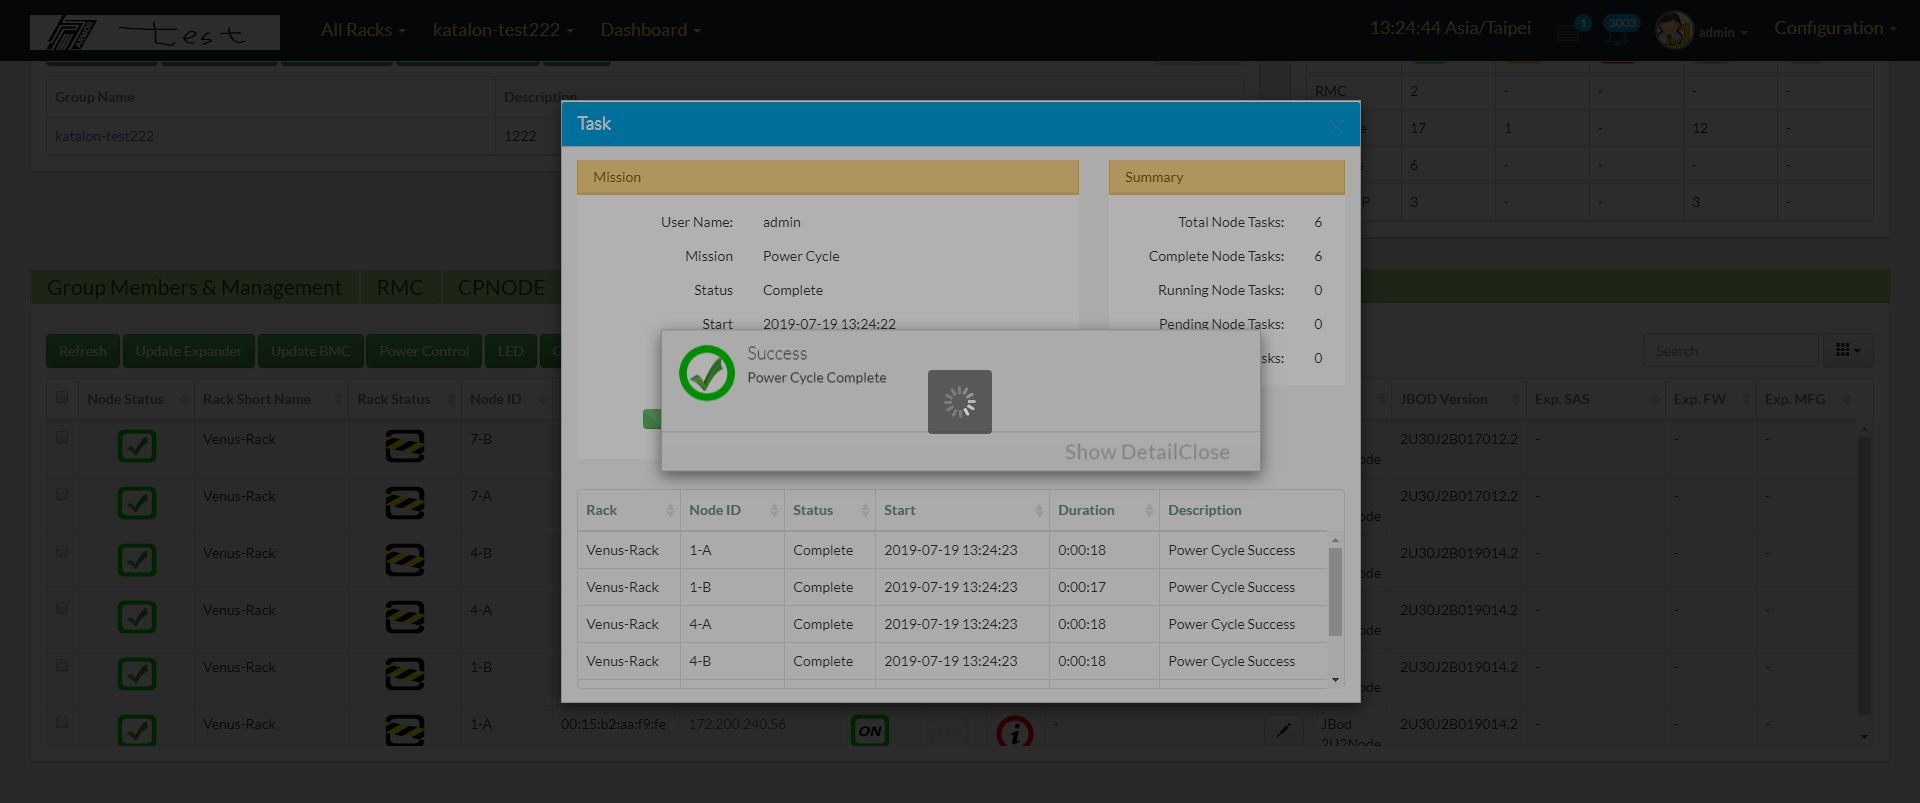 test
All Racks
katalon-test222
Dashboard
13:24:44 Asia/Taipei
1
3003
admin
Configuration
Group Name
Description
katalon-test222
1222
RMC 2 - - - -
17 1 - 12 -
6 - - - -
P 3 - - 3 -
Task
Mission
User Name: admin
Mission Power Cycle
Status Complete
Start 2019-07-19 13:24:22
Summary
Total Node Tasks: 6
Complete Node Tasks: 6
Running Node Tasks: 0
Pending Node Tasks: 0
sks: 0
Success
Power Cycle Complete
Show Detail Close
Rack Node ID Status Start Duration Description
Venus-Rack 1-A Complete 2019-07-19 13:24:23 0:00:18 Power Cycle Success
Venus-Rack 1-B Complete 2019-07-19 13:24:23 0:00:17 Power Cycle Success
Venus-Rack 4-A Complete 2019-07-19 13:24:23 0:00:18 Power Cycle Success
Venus-Rack 4-B Complete 2019-07-19 13:24:23 0:00:18 Power Cycle Success
Group Members & Management RMC CPNODE
Refresh Update Expander Update BMC Power Control LED
Search
Node Status Rack Short Name Rack Status Node ID JBOD Version Exp. SAS Exp. FW Exp. MFG
Venus-Rack 7-B 2U30J2B017012.2 - - -
ode
Venus-Rack 7-A 2U30J2B017012.2 - - -
ode
Venus-Rack 4-B 2U30J2B019014.2 - - -
ode
Venus-Rack 4-A 2U30J2B019014.2 - - -
ode
Venus-Rack 1-B 2U30J2B019014.2 - - -
ode
Venus-Rack 1-A 00:15:b2:aa:f9:fe 172.200.240.56 ON - JBod 2U30J2B019014.2 - - -
2U2Node